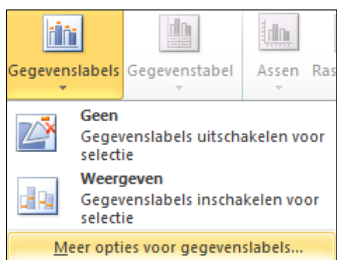 Gegevenslabels Gegevenstabel Assen Ras
Geen
Gegevenslabels uitschakelen voor
selectie
Weergeven
Gegevenslabels inschakelen voor
selectie
Meer opties voor gegevenslabels...